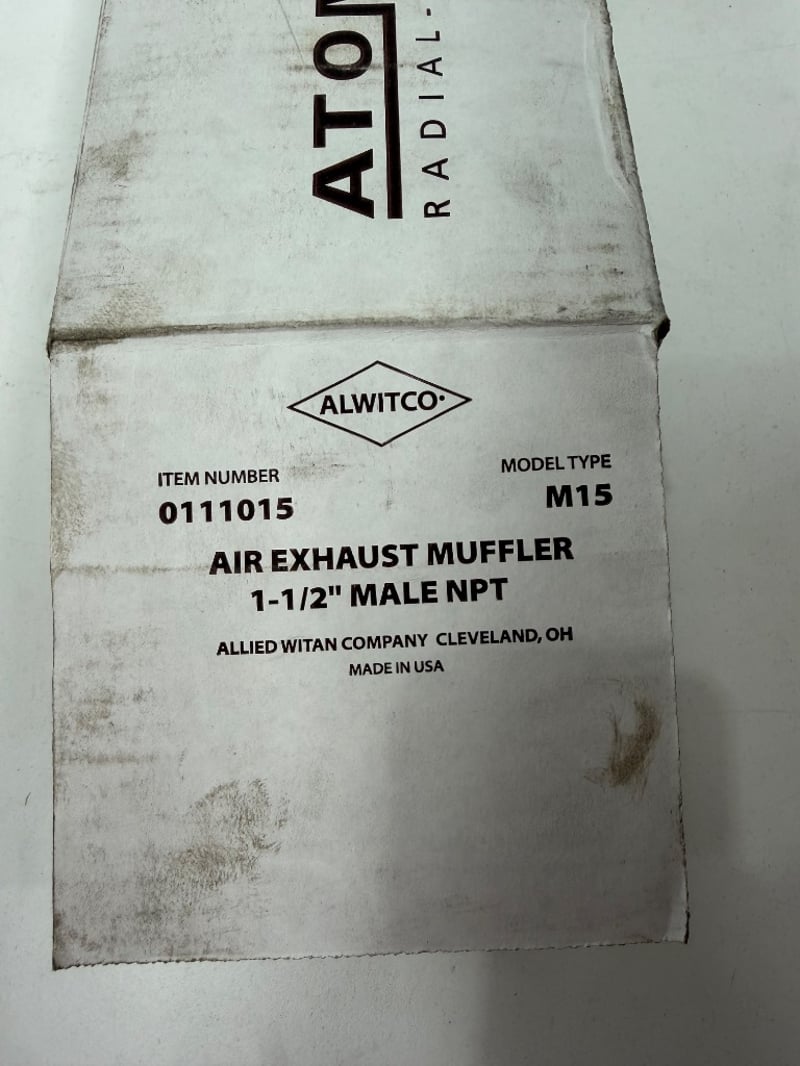 RADIAL-
ALWITCO
ITEM NUMBER
0111015
MODEL TYPE
M15
AIR EXHAUST MUFFLER
1-1/2" MALE NPT
ALLIED WITAN COMPANY CLEVELAND, OH
MADE IN USA